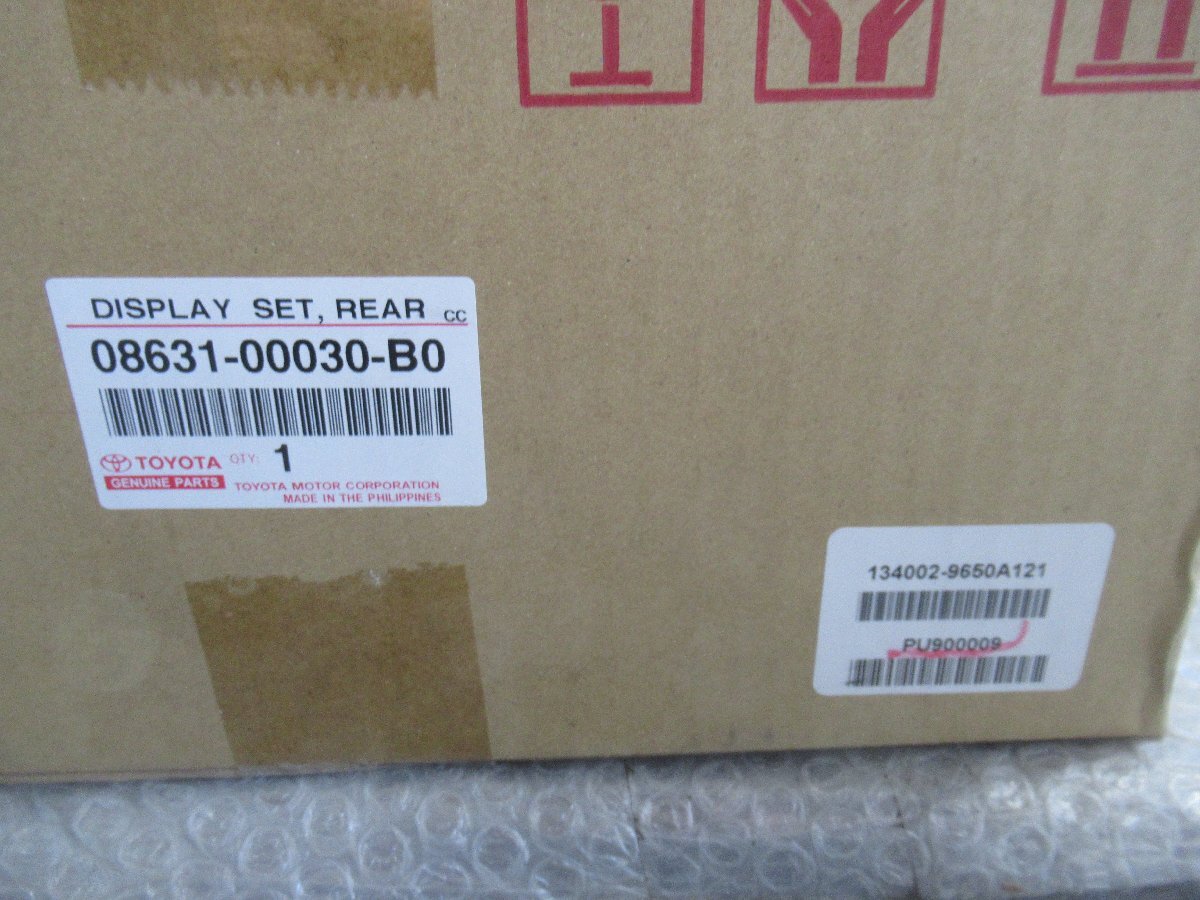 DISPLAY SET, REAR CC
08631-00030-B0
TOYOTA QTY: 1
GENUINE PARTS TOYOTA MOTOR CORPORATION
MADE IN THE PHILIPPINES
134002-9650A121
PU900009